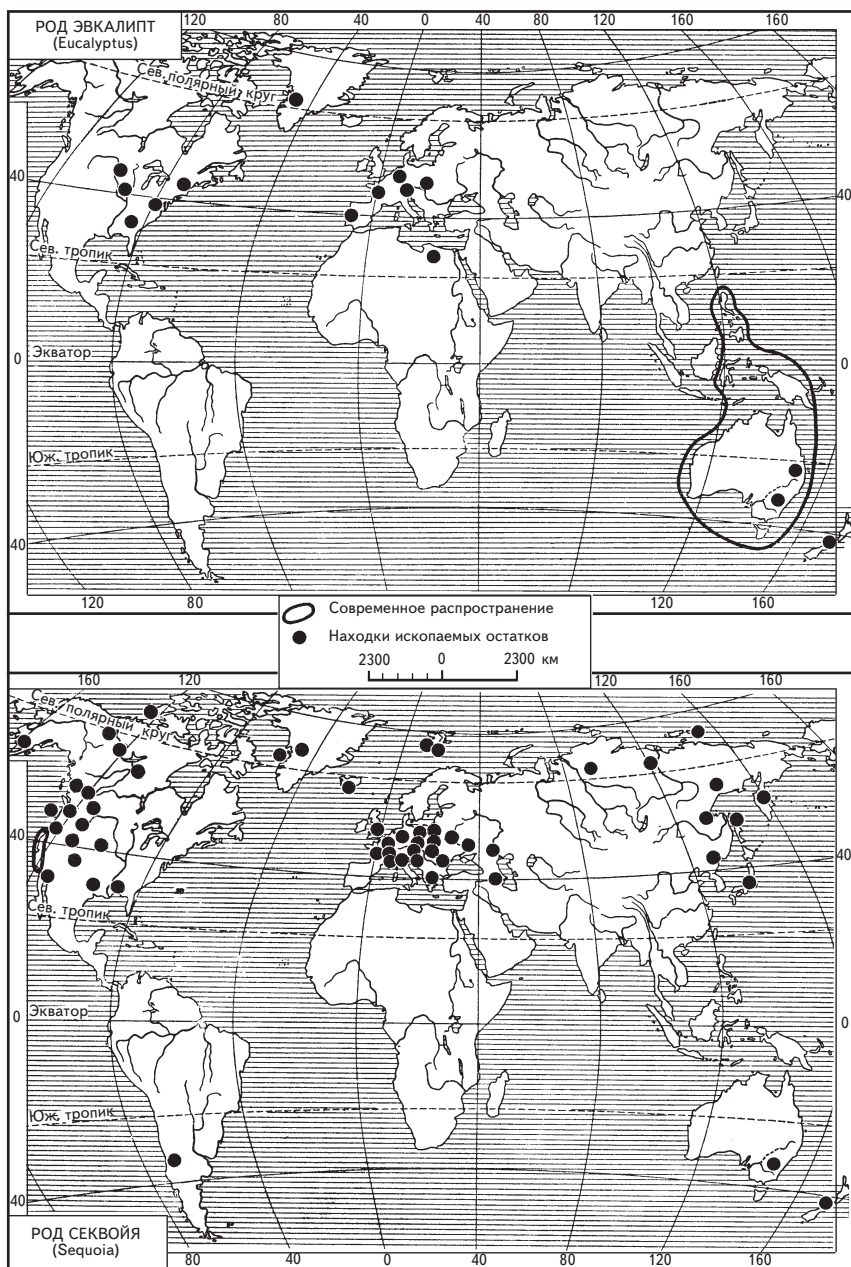 РОД ЭВКАЛИПТ
(Eucalyptus)
120 80 40 0 40 80 120 160 160
Сев. полярный круг
40 40
Сев. тропик
0 Экватор 0
Юж. тропик
40
120 80 120 160
Современное распространение
Находки ископаемых остатков
2300 0 2300 км
160 120 120 160 160
Сев. полярный круг
40 40
Сев. тропик
0 Экватор 0
Юж. тропик
40
РОД СЕКВОЙЯ
(Sequoia)
80 40 0 40 80 120 160